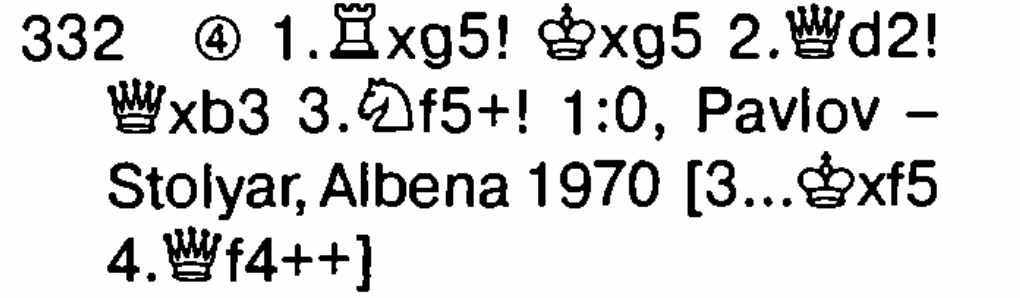 332 ④ 1.♖xg5! ♔xg5 2.♕d2!
♕xb3 3.♘f5+! 1:0, Pavlov –
Stolyar, Albena 1970 [3...♔xf5
4.♕f4++]